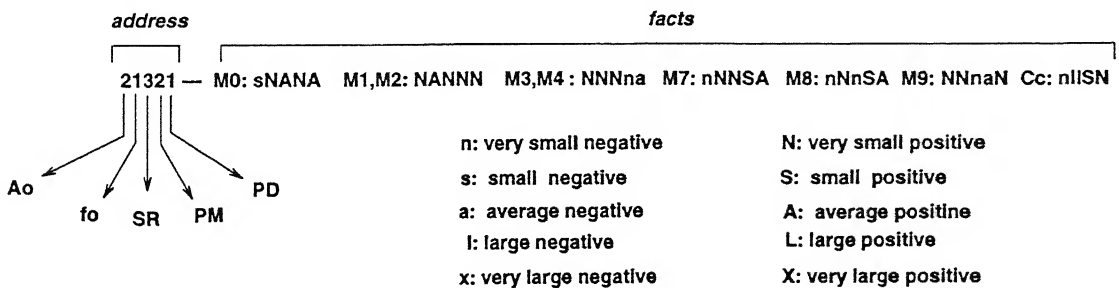 address facts
21321 — M0: sNANA M1,M2: NANNN M3,M4 : NNNna M7: nNNSA M8: nNnSA M9: NNnaN Cc: nllSN
Ao
fo
SR
PM
PD
n: very small negative
s: small negative
a: average negative
l: large negative
x: very large negative
N: very small positive
S: small positive
A: average positine
L: large positive
X: very large positive